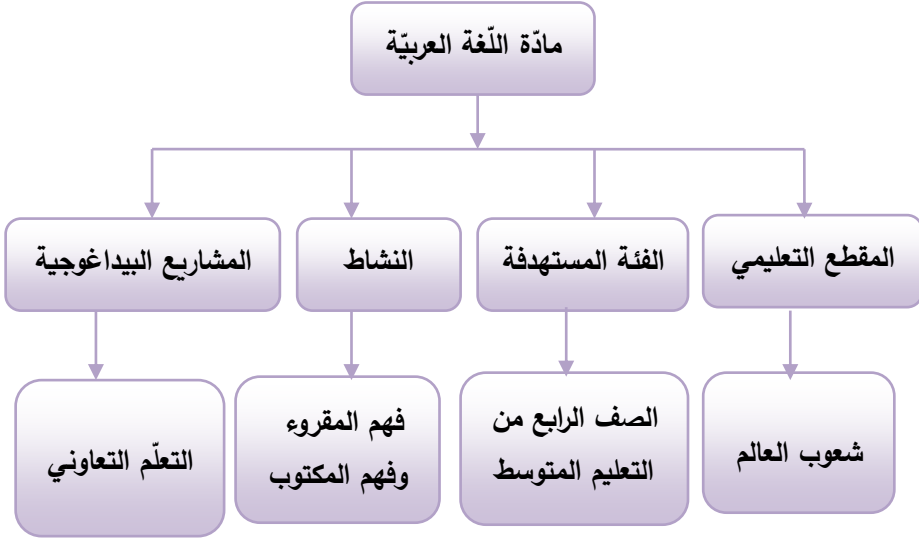 مادّة اللّغة العربيّة
المقطع التعليمي
الفئة المستهدفة
النشاط
المشاريع البيداغوجية
شعوب العالم
الصف الرابع من
التعليم المتوسط
فهم المقروء
وفهم المكتوب
التعلّم التعاوني